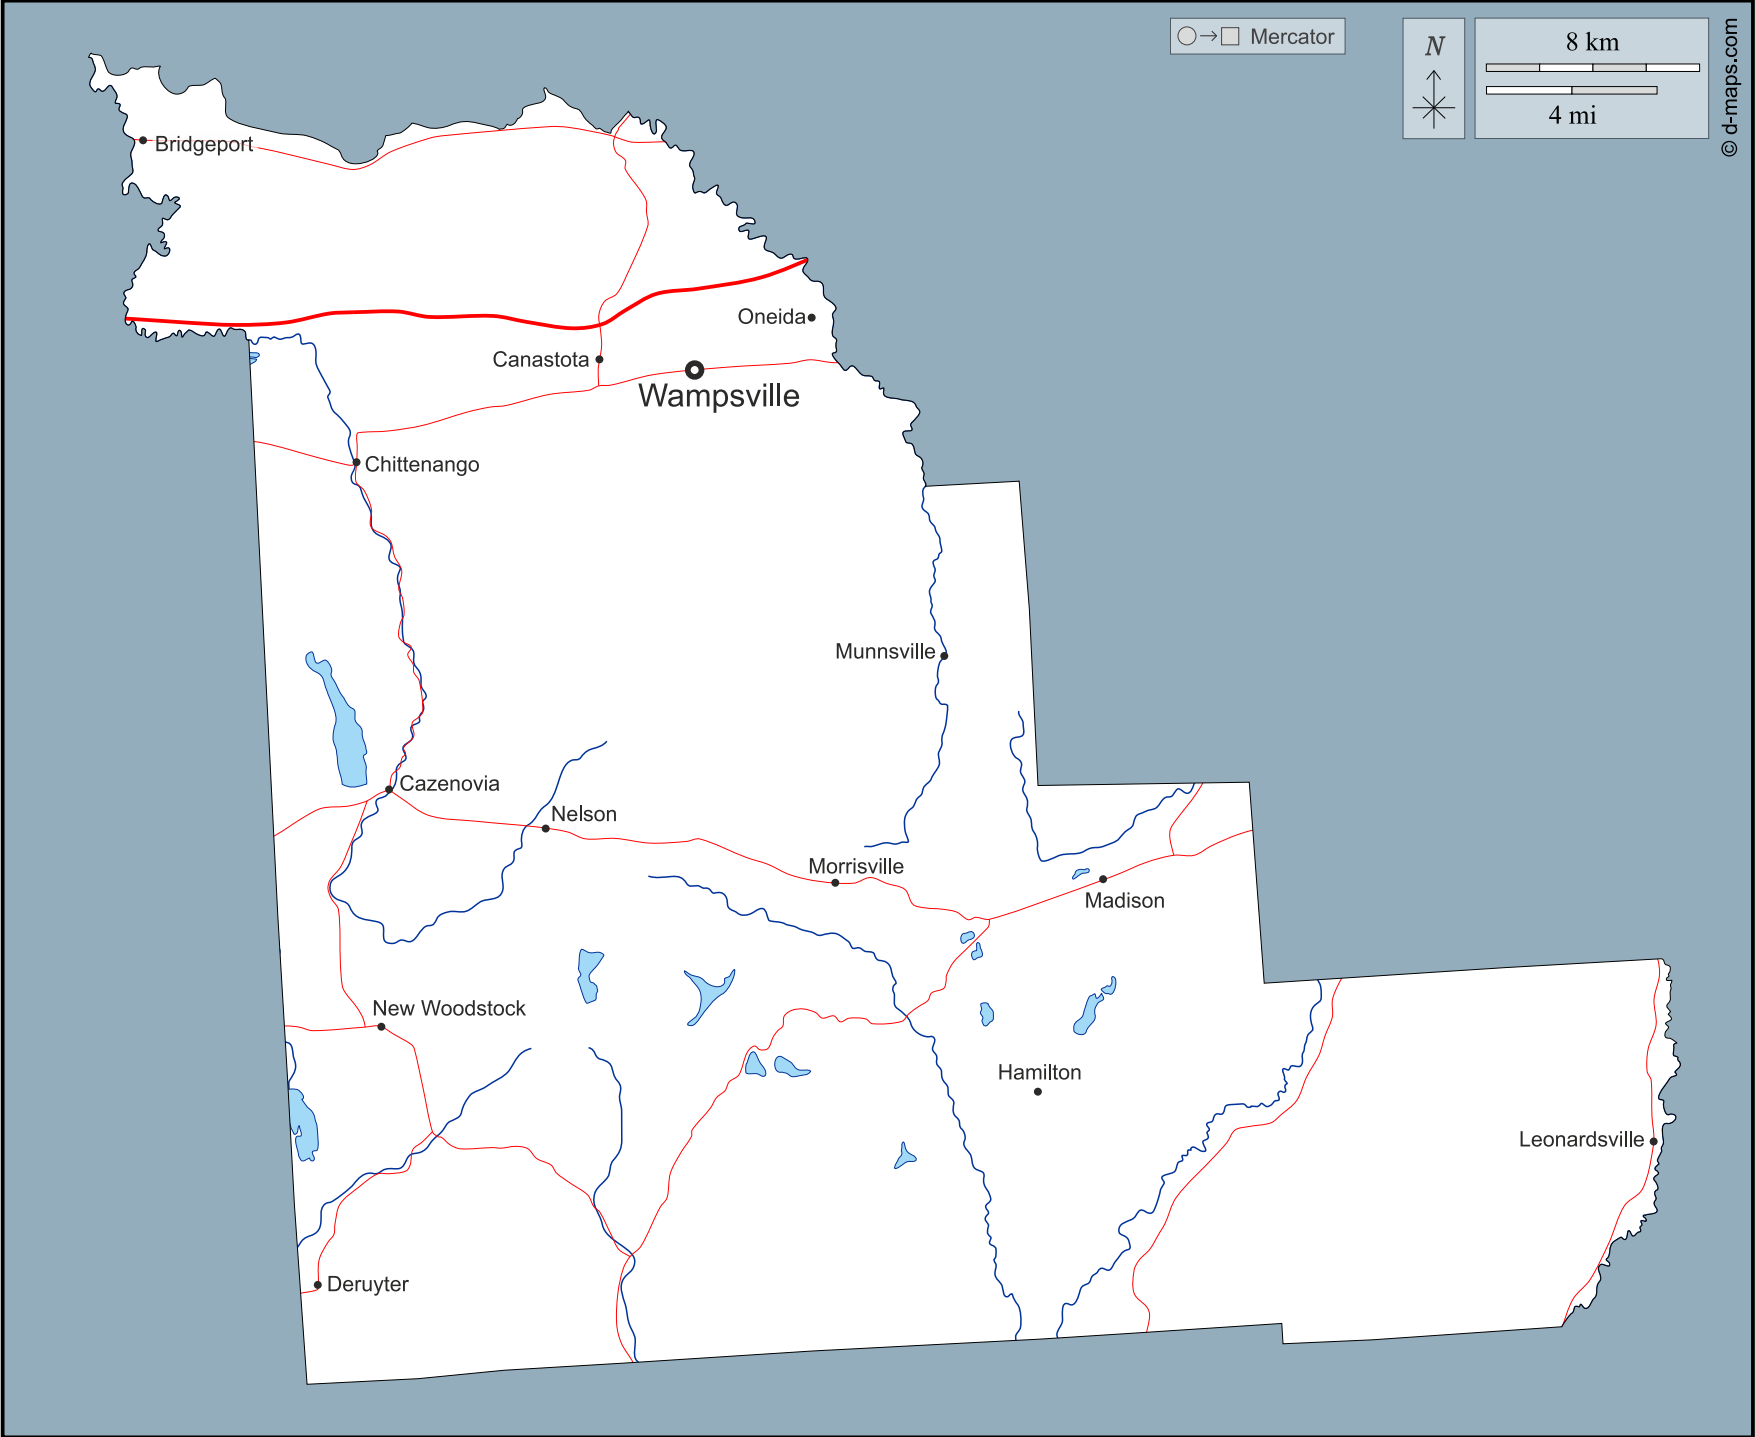 Mercator
N
8 km
4 mi
© d-maps.com
Bridgeport
Oneida
Canastota
Wampsville
Chittenango
Munnsville
Cazenovia
Nelson
Morrisville
Madison
New Woodstock
Hamilton
Leonardsville
Deruyter